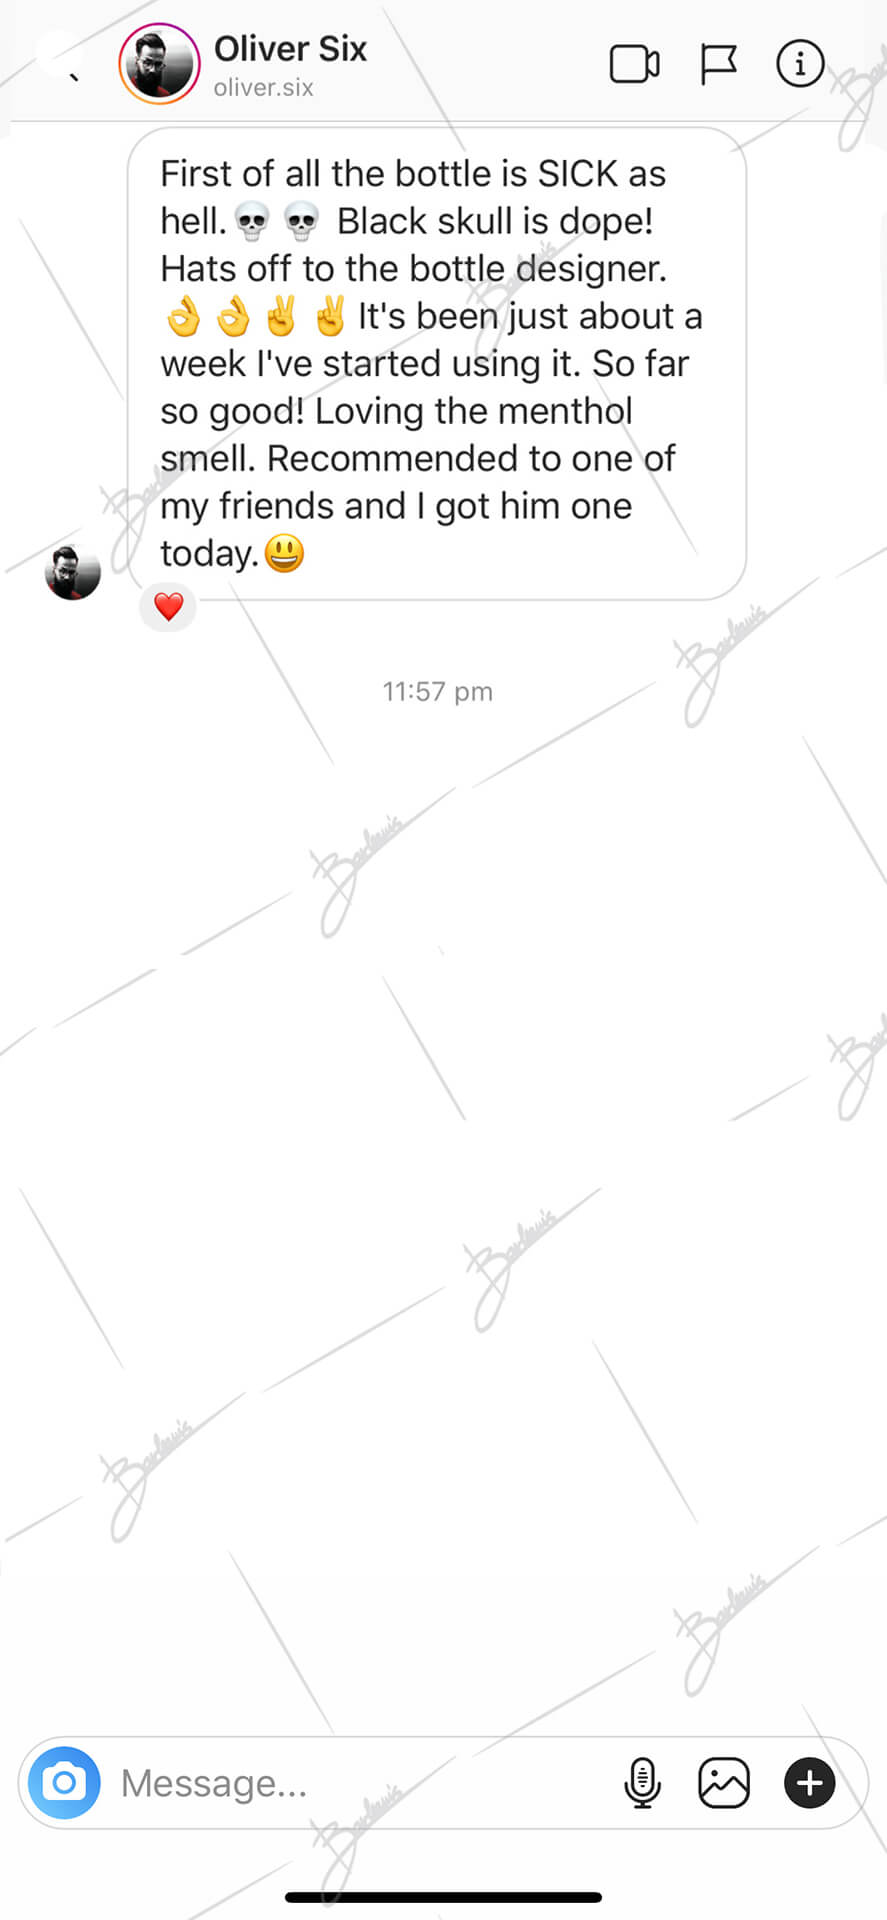 Oliver Six
oliver.six
First of all the bottle is SICK as
hell.💀 💀 Black skull is dope!
Hats off to the bottle designer.
👌👌✌✌ It's been just about a
week I've started using it. So far
so good! Loving the menthol
smell. Recommended to one of
my friends and I got him one
today.😃
❤️
11:57 pm
Message...